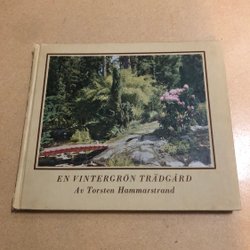 EN VINTERGRÖN TRÄDGÅRD
Av Torsten Hammarstrand